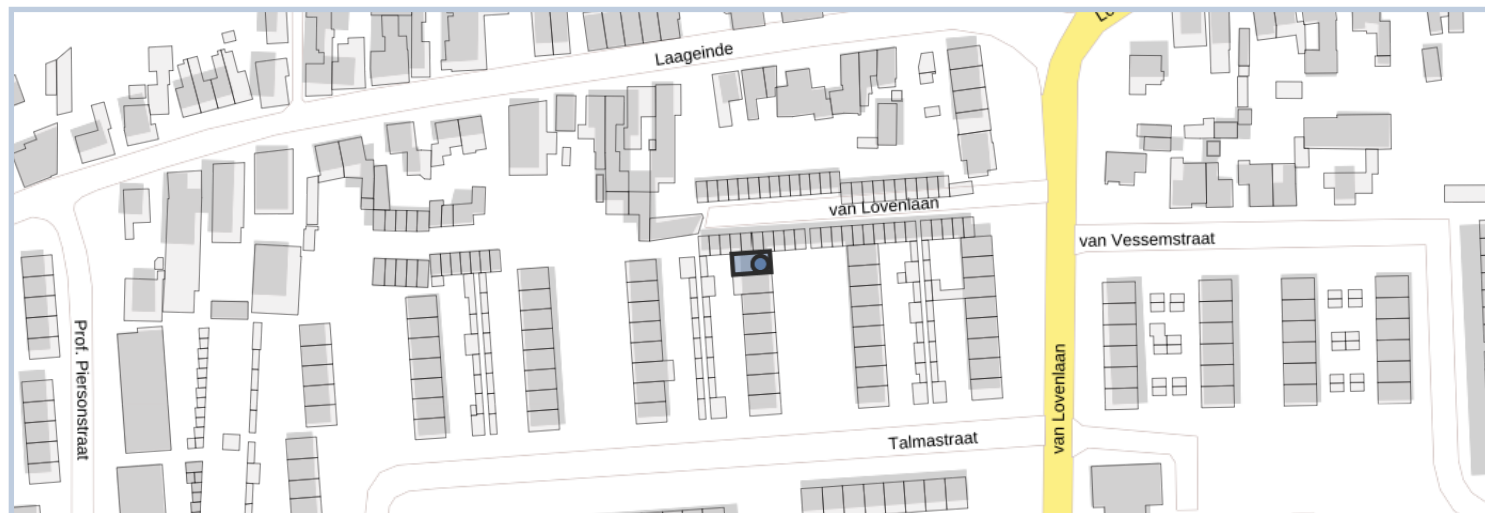 Laageinde
van Lovenlaan
van Vessemstraat
Prof. Piersonstraat
van Lovenlaan
Talmastraat